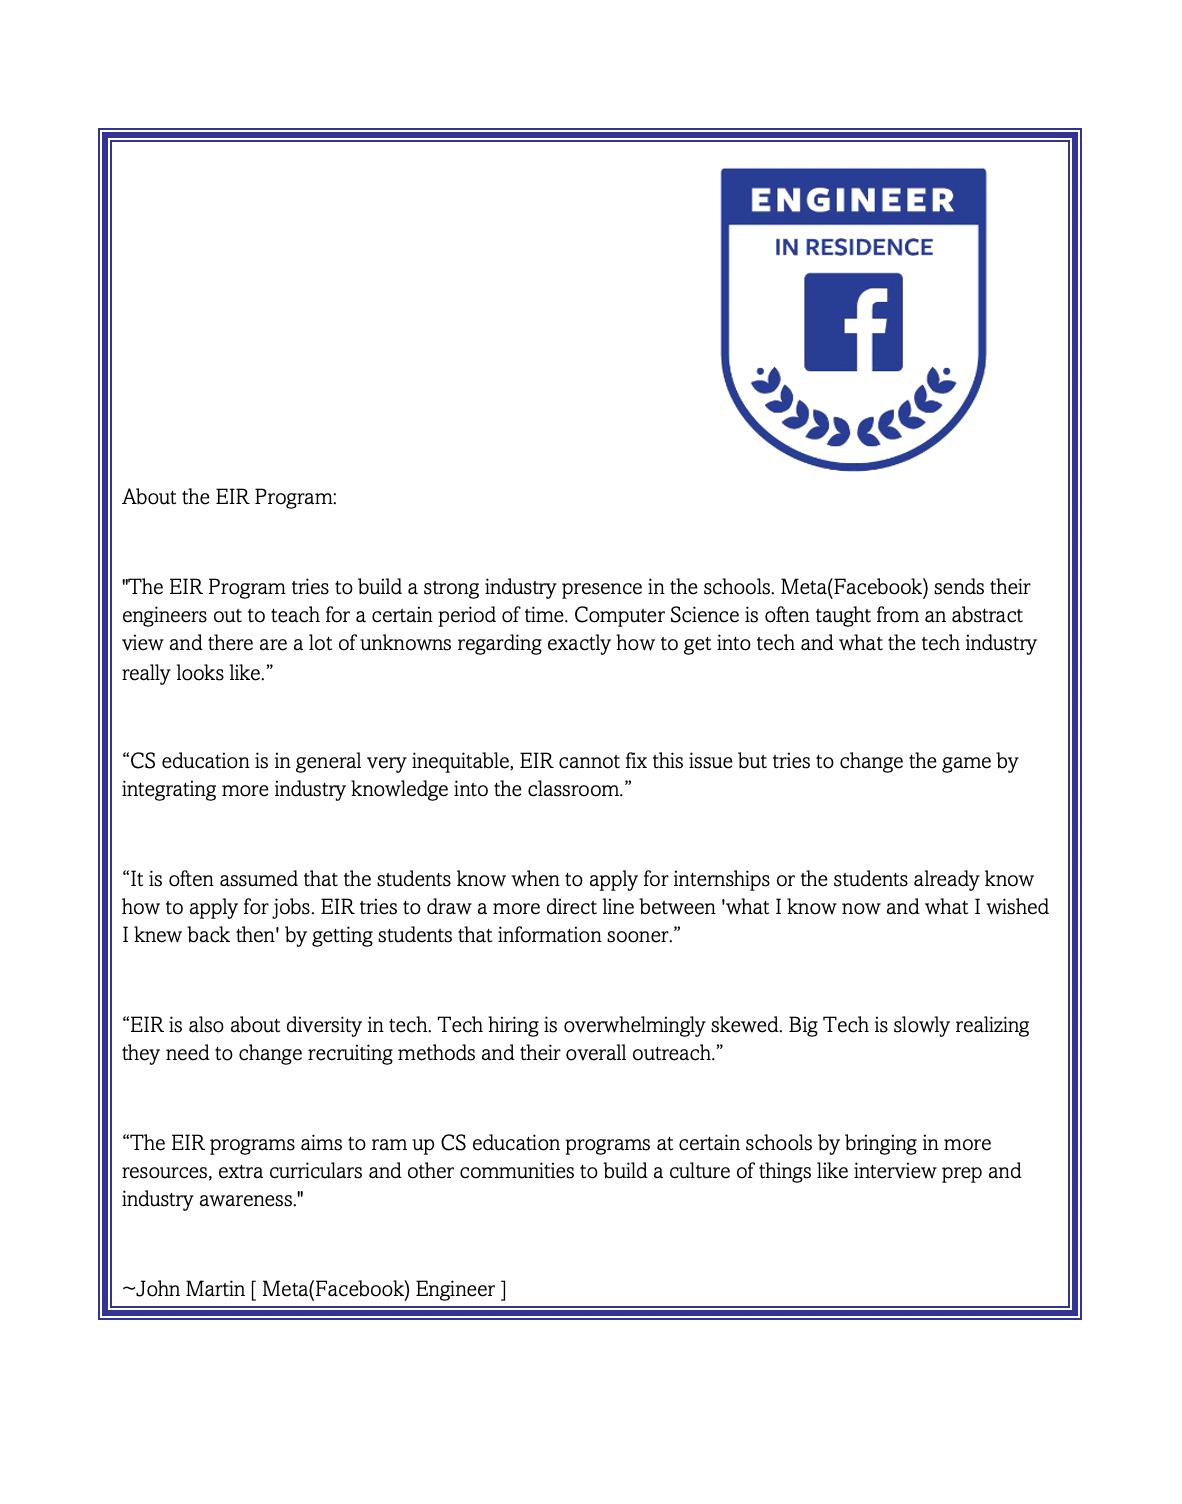 ENGINEER
IN RESIDENCE
f
About the EIR Program:
"The EIR Program tries to build a strong industry presence in the schools. Meta(Facebook) sends their
engineers out to teach for a certain period of time. Computer Science is often taught from an abstract
view and there are a lot of unknowns regarding exactly how to get into tech and what the tech industry
really looks like.”
“CS education is in general very inequitable, EIR cannot fix this issue but tries to change the game by
integrating more industry knowledge into the classroom.”
“It is often assumed that the students know when to apply for internships or the students already know
how to apply for jobs. EIR tries to draw a more direct line between 'what I know now and what I wished
I knew back then' by getting students that information sooner.”
“EIR is also about diversity in tech. Tech hiring is overwhelmingly skewed. Big Tech is slowly realizing
they need to change recruiting methods and their overall outreach.”
“The EIR programs aims to ram up CS education programs at certain schools by bringing in more
resources, extra curriculars and other communities to build a culture of things like interview prep and
industry awareness."
~John Martin [ Meta(Facebook) Engineer ]